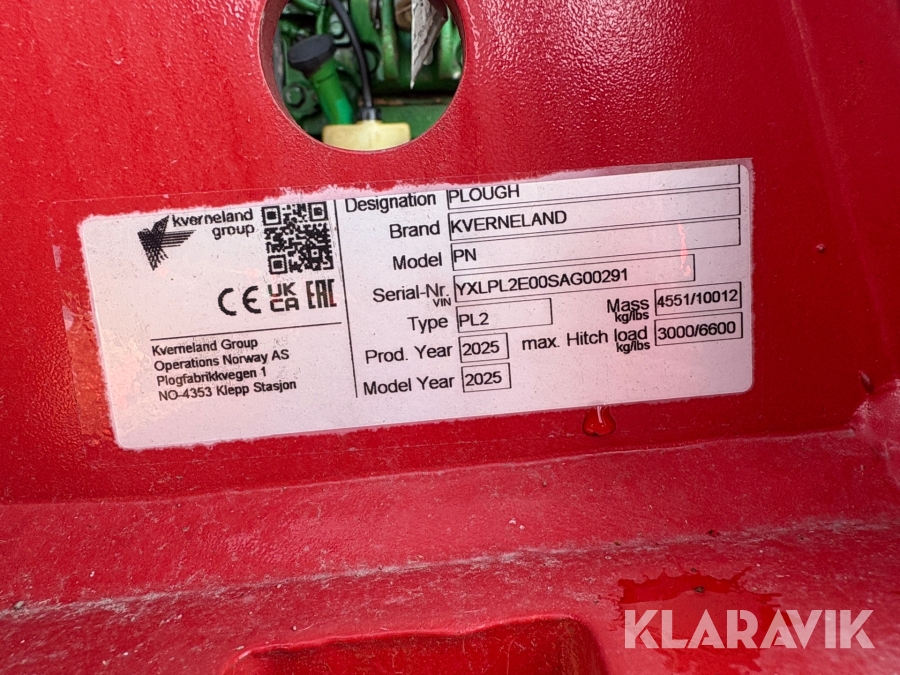 kverneland
group
CE UK
CA EAC
Kverneland Group
Operations Norway AS
Plogfabrikkvegen 1
NO-4353 Klepp Stasjon
Designation PLOUGH
Brand KVERNELAND
Model PN
Serial-Nr. YXLPL2E00SAG00291
VIN
Type PL2
Mass 4551/10012
kg/lbs
Prod. Year 2025
max. Hitch load 3000/6600
kg/lbs
Model Year 2025
KLARAVIK